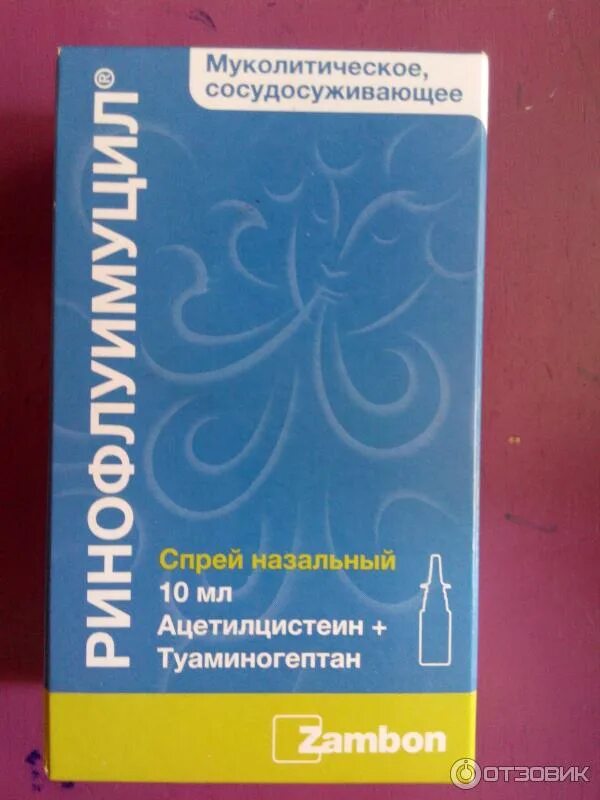 Муколитическое,
сосудосуживающее
РИНОФЛУИМУЦИЛ®
Спрей назальный
10 мл
Ацетилцистеин +
Туаминогептан
Zambon
ОТЗОВИК